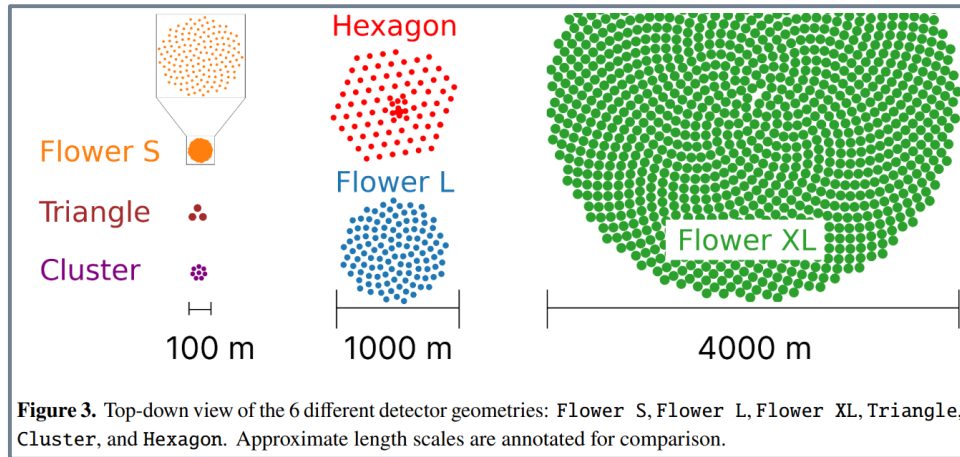 Hexagon
Flower S
Flower L
Triangle
Flower XL
Cluster
100 m
1000 m
4000 m
Figure 3. Top-down view of the 6 different detector geometries: Flower S, Flower L, Flower XL, Triangle,
Cluster, and Hexagon. Approximate length scales are annotated for comparison.